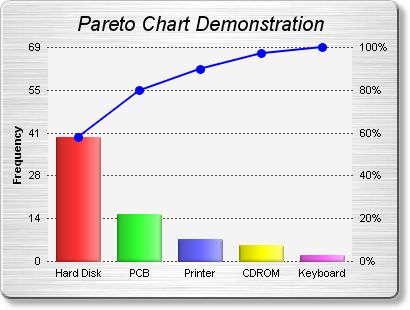 Pareto Chart Demonstration
69 100%
55 80%
41 60%
28 40%
14 20%
0 0%
Frequency
Hard Disk PCB Printer CDROM Keyboard